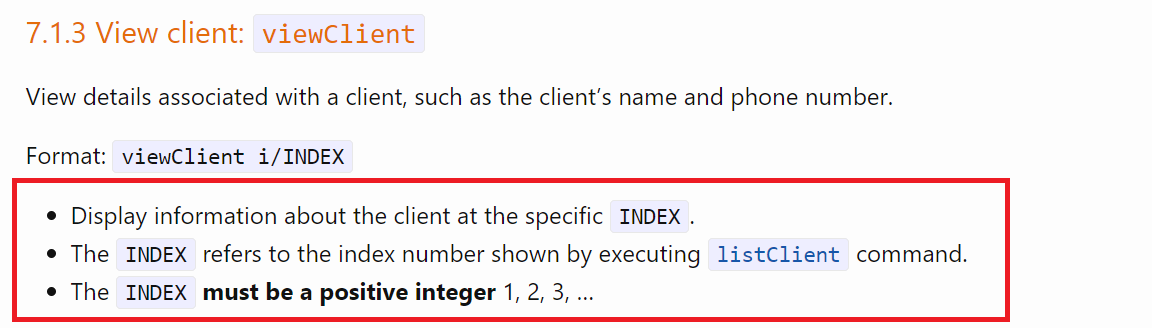 7.1.3 View client: viewClient
View details associated with a client, such as the client’s name and phone number.
Format: viewClient i/INDEX
• Display information about the client at the specific INDEX.
• The INDEX refers to the index number shown by executing listClient command.
• The INDEX must be a positive integer 1, 2, 3, …